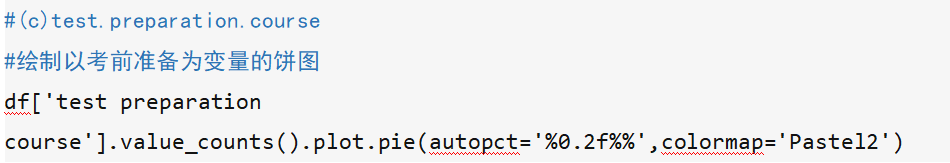 #(c)test.preparation.course
#绘制以考前准备为变量的饼图
df['test preparation
course'].value_counts().plot.pie(autopct='%0.2f%%',colormap='Pastel2')